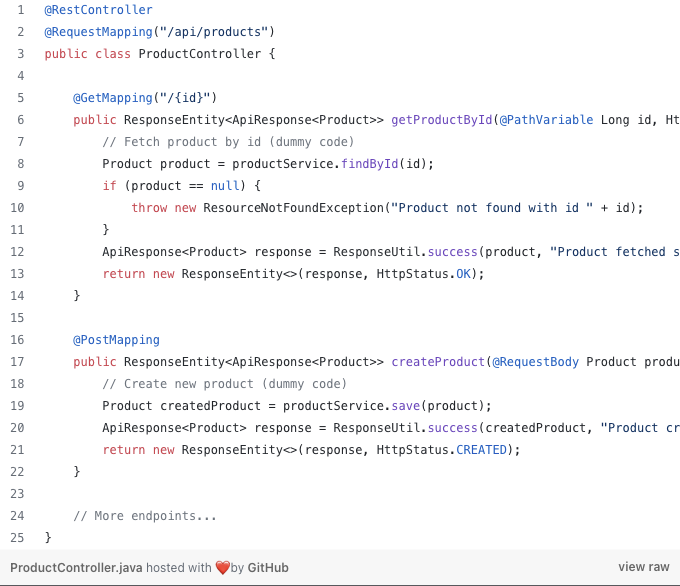 1 @RestController
2 @RequestMapping("/api/products")
3 public class ProductController {
4
5 @GetMapping("/{id}")
6 public ResponseEntity<ApiResponse<Product>> getProductById(@PathVariable Long id, Ht
7 // Fetch product by id (dummy code)
8 Product product = productService.findById(id);
9 if (product == null) {
10 throw new ResourceNotFoundException("Product not found with id " + id);
11 }
12 ApiResponse<Product> response = ResponseUtil.success(product, "Product fetched s
13 return new ResponseEntity<>(response, HttpStatus.OK);
14 }
15
16 @PostMapping
17 public ResponseEntity<ApiResponse<Product>> createProduct(@RequestBody Product produ
18 // Create new product (dummy code)
19 Product createdProduct = productService.save(product);
20 ApiResponse<Product> response = ResponseUtil.success(createdProduct, "Product cr
21 return new ResponseEntity<>(response, HttpStatus.CREATED);
22 }
23
24 // More endpoints...
25 }
ProductController.java hosted with ❤️by GitHub view raw